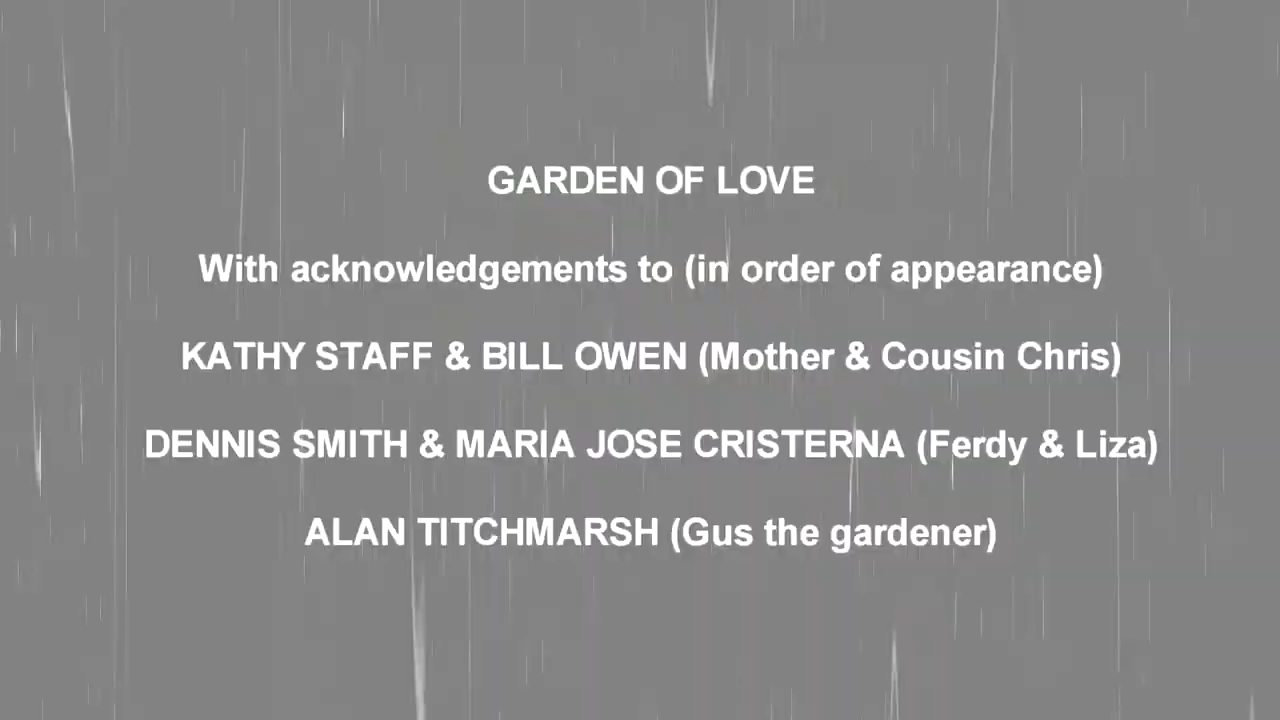 GARDEN OF LOVE
With acknowledgements to (in order of appearance)
KATHY STAFF & BILL OWEN (Mother & Cousin Chris)
DENNIS SMITH & MARIA JOSE CRISTERNA (Ferdy & Liza)
ALAN TITCHMARSH (Gus the gardener)